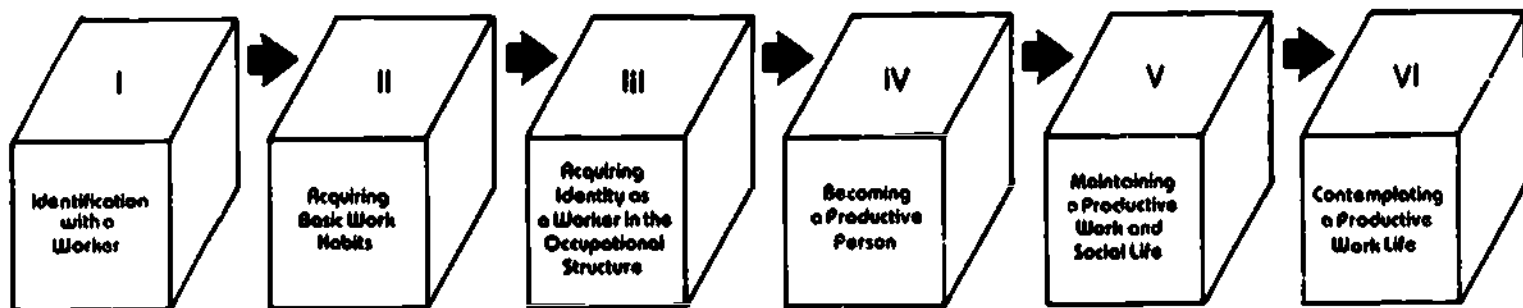 I
II
III
IV
V
VI
Identification
with a
Worker
Acquiring
Basic Work
Habits
Acquiring
Identity as
a Worker in the
Occupational
Structure
Becoming
a Productive
Person
Maintaining
a Productive
Work and
Social Life
Contemplating
a Productive
Work Life